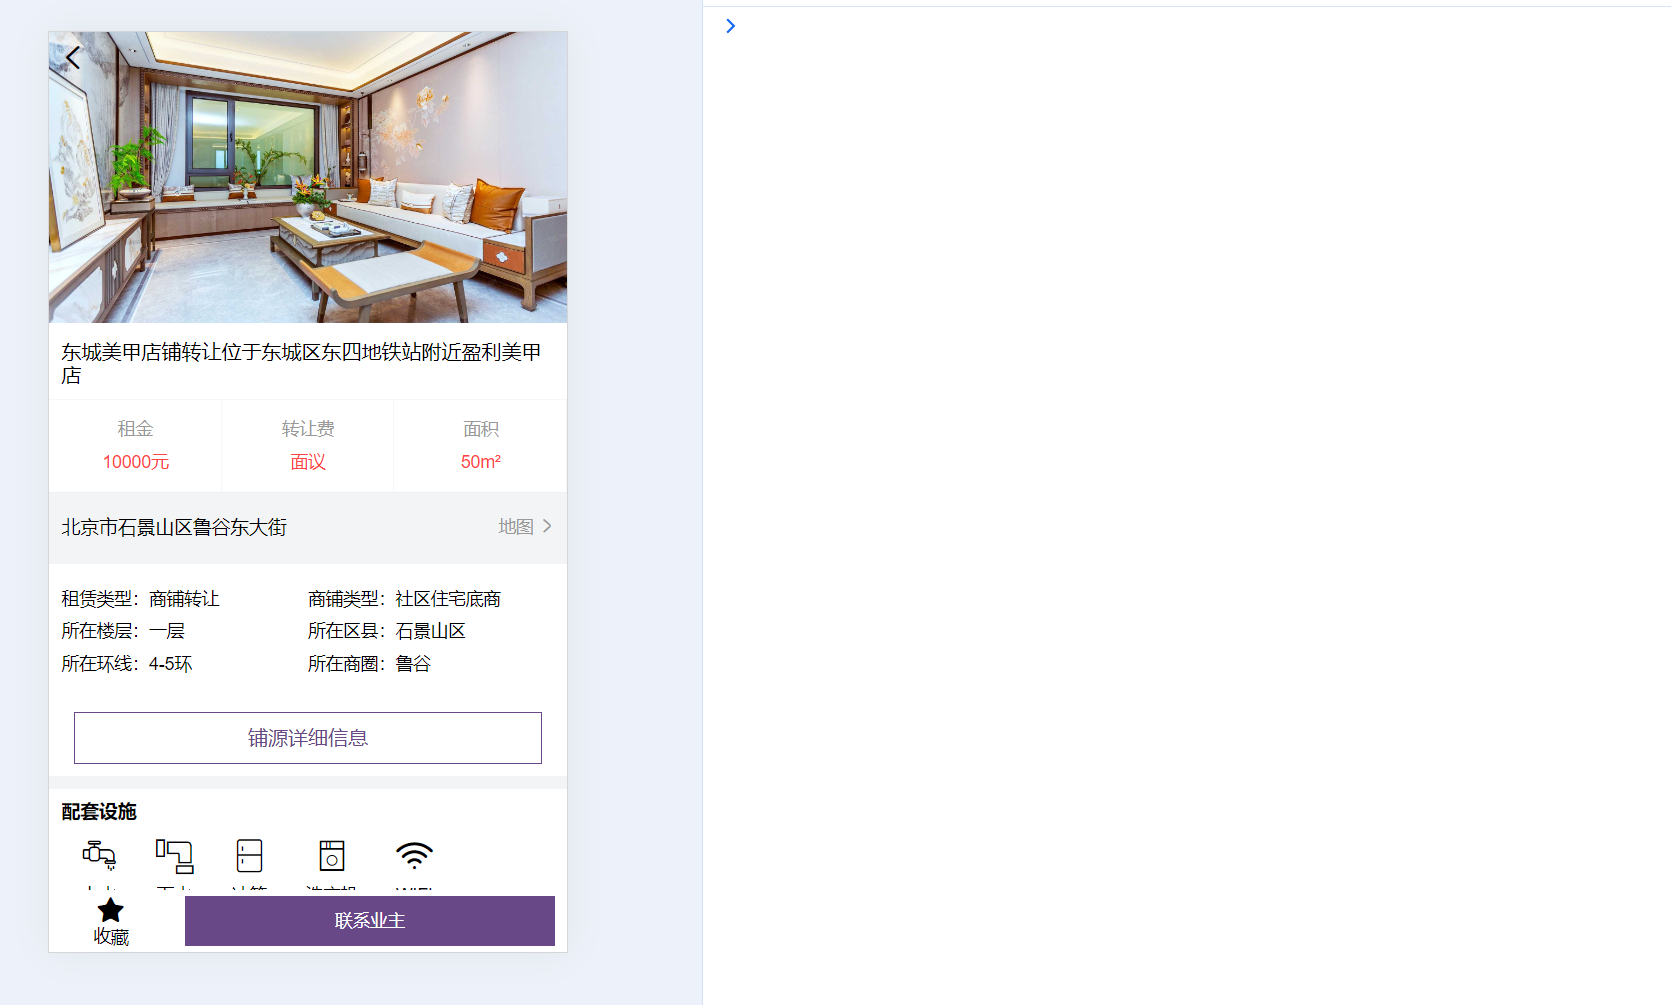 东城美甲店铺转让位于东城区东四地铁站附近盈利美甲
店
租金
转让费
面积
10000元
面议
50m²
北京市石景山区鲁谷东大街
地图
租赁类型：商铺转让
商铺类型：社区住宅底商
所在楼层：一层
所在区县：石景山区
所在环线：4-5环
所在商圈：鲁谷
铺源详细信息
配套设施
收藏
联系业主